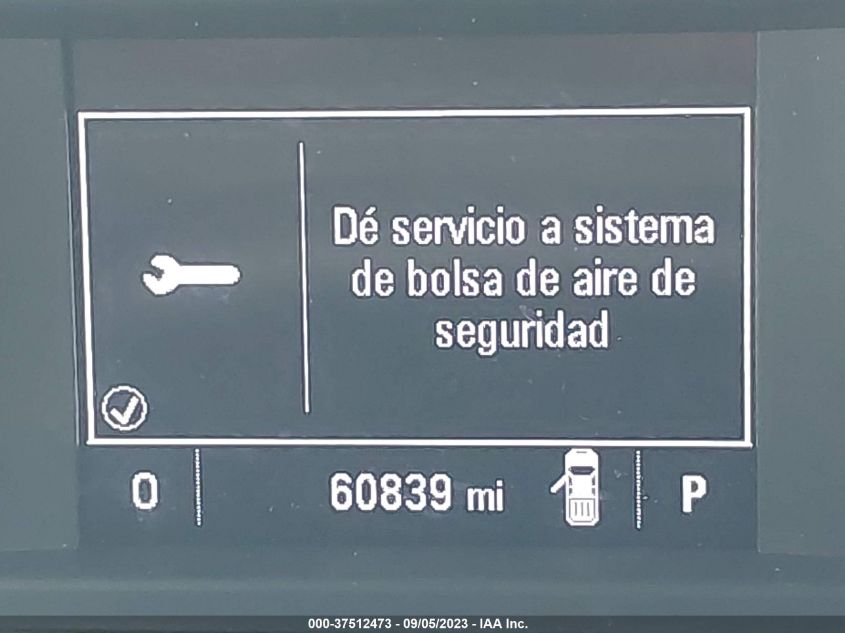 Dé servicio a sistema
de bolsa de aire de
seguridad
0 60839 mi P
000-37512473 - 09/05/2023 - IAA Inc.